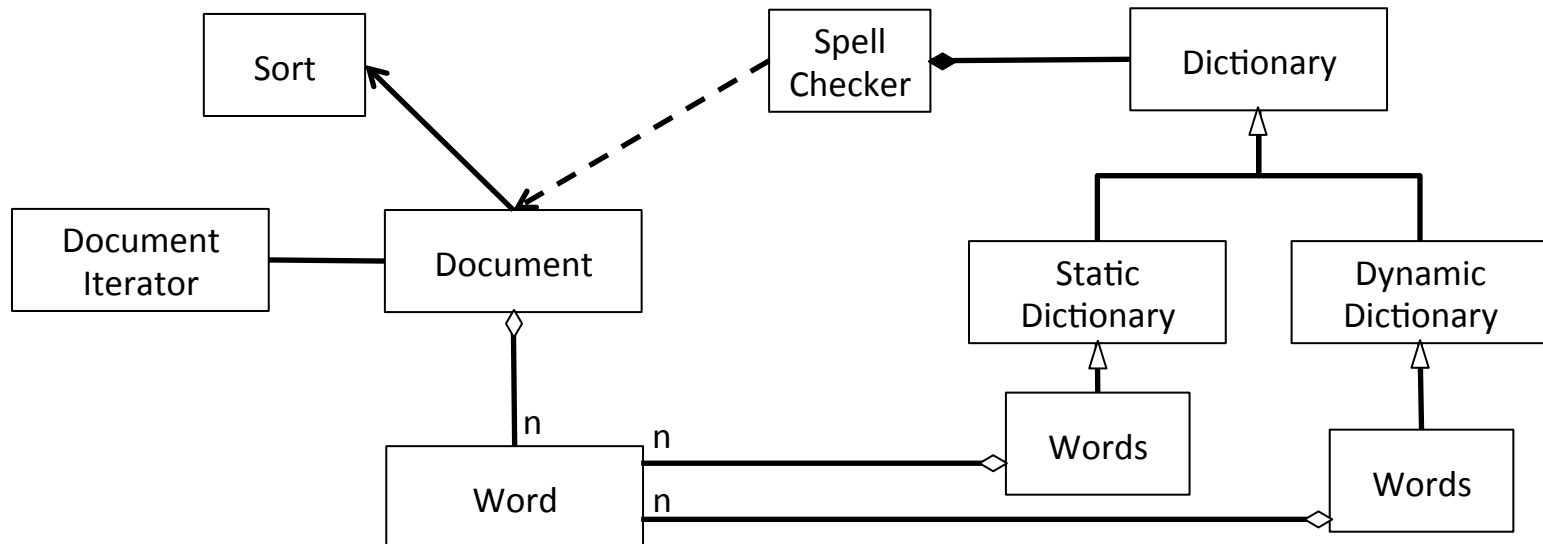 Sort
Spell
Checker
Dictionary
Document
Iterator
Document
Static
Dictionary
Dynamic
Dictionary
n
n
n
Word
Words
Words